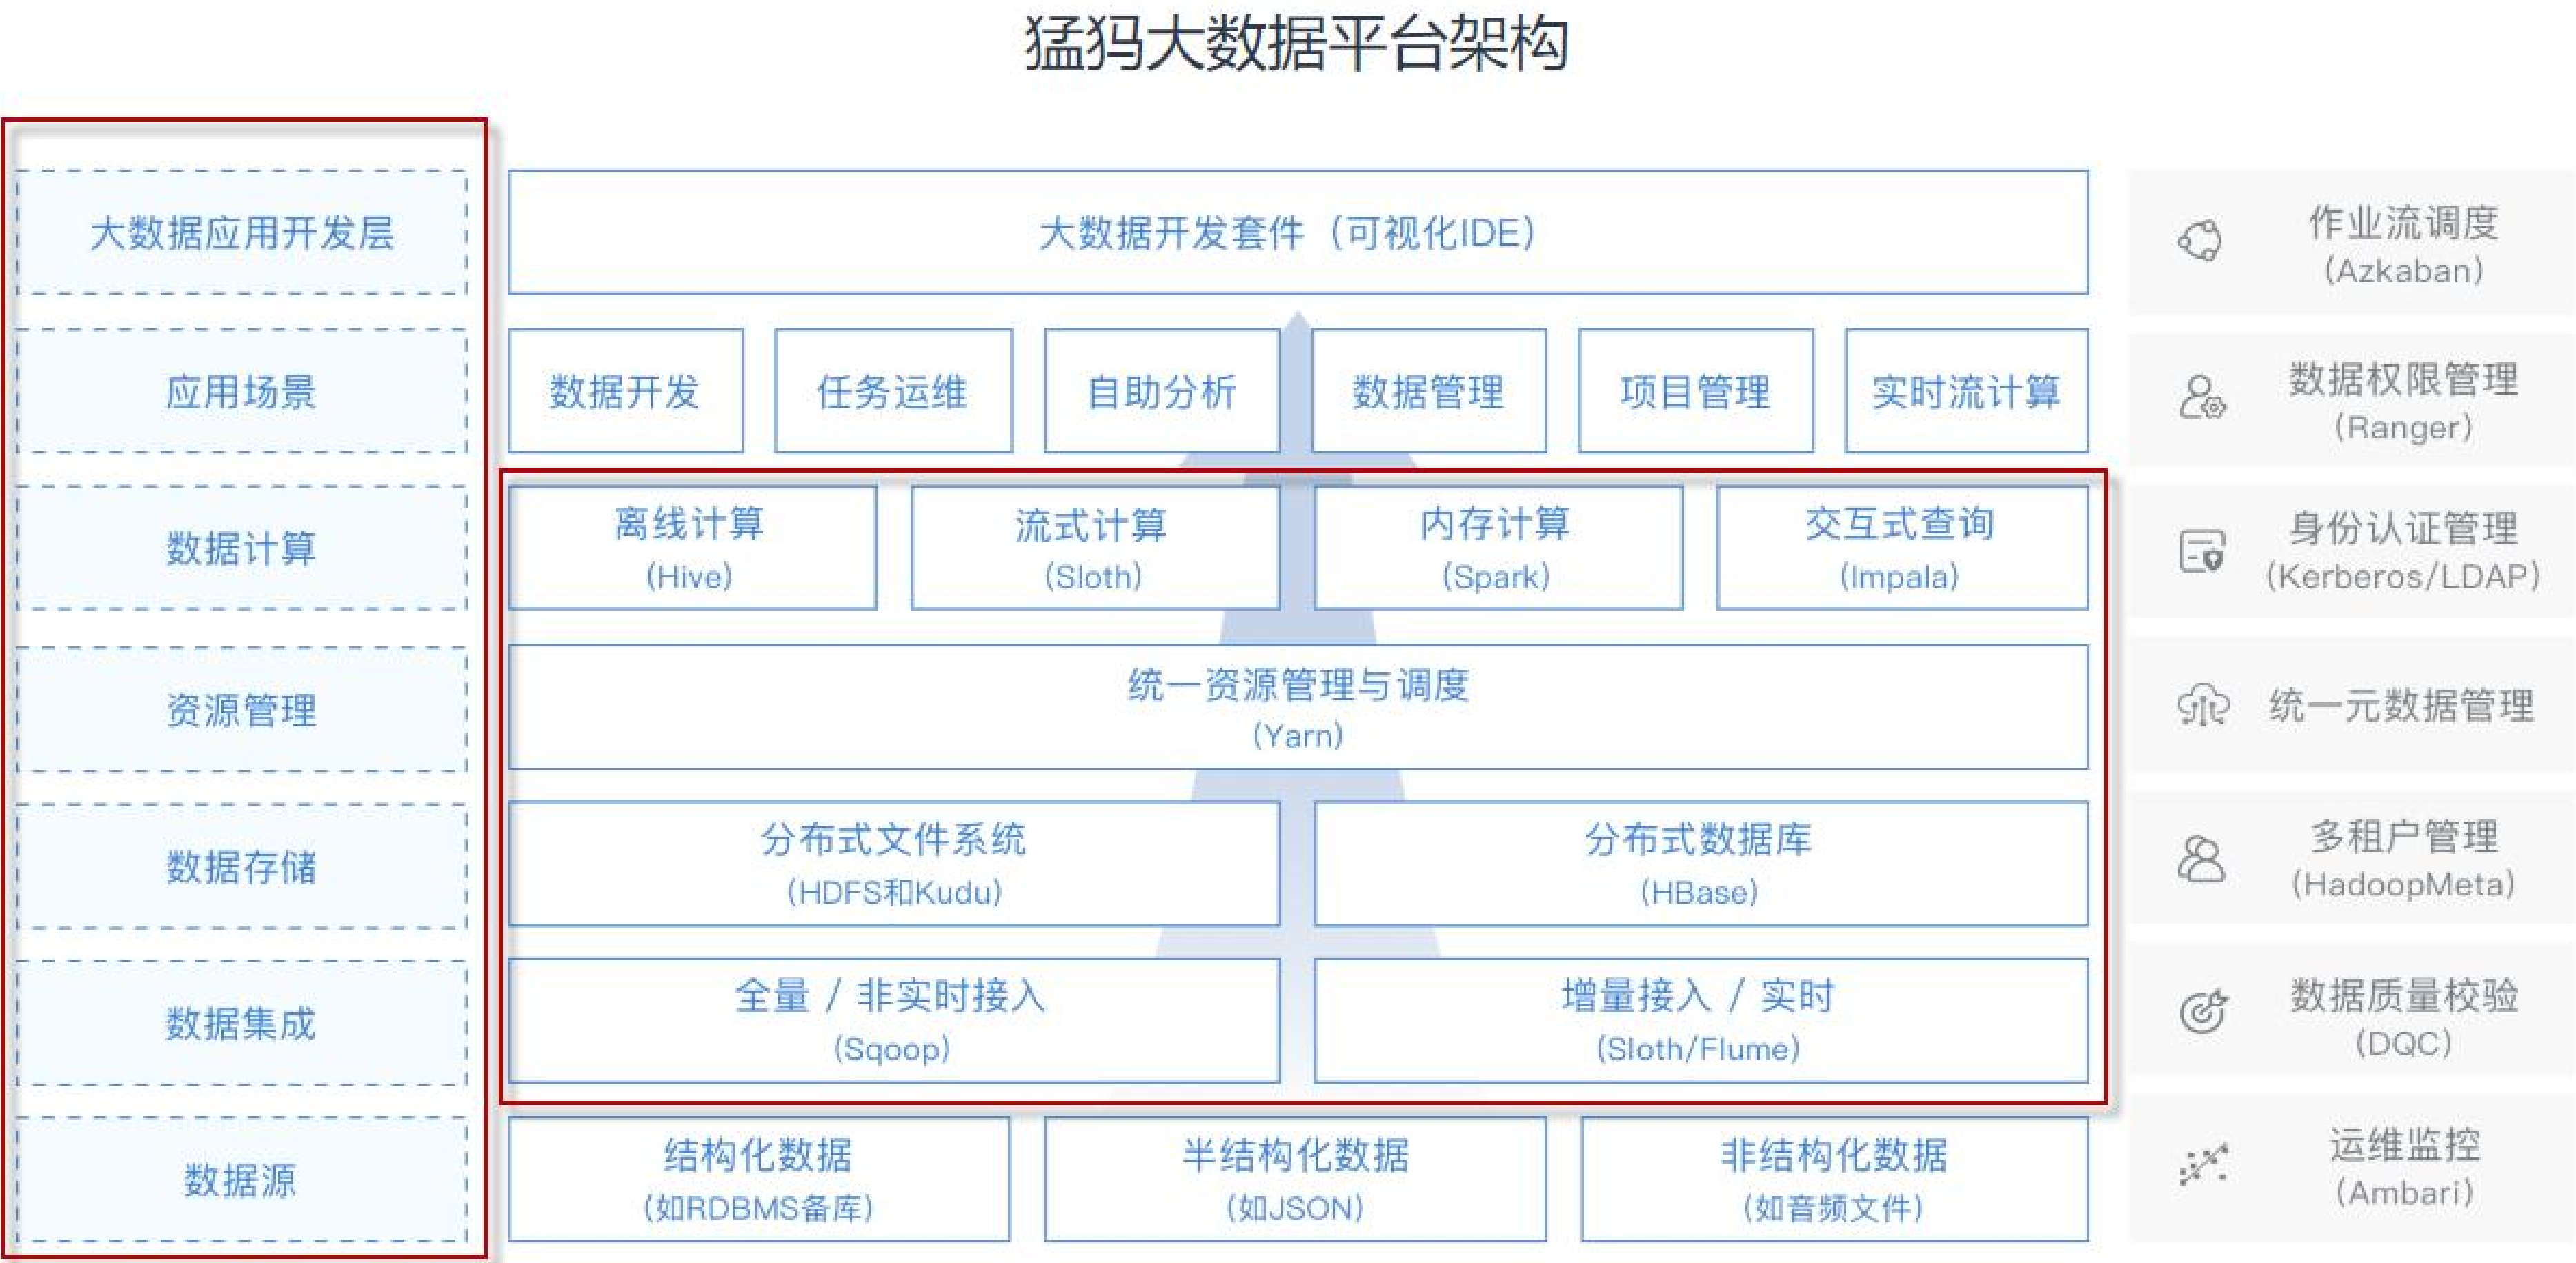 猛犸大数据平台架构
大数据应用开发层
大数据开发套件（可视化IDE）
作业流调度
(Azkaban)
应用场景
数据开发
任务运维
自助分析
数据管理
项目管理
实时流计算
数据权限管理
(Ranger)
数据计算
离线计算
(Hive)
流式计算
(Sloth)
内存计算
(Spark)
交互式查询
(Impala)
身份认证管理
(Kerberos/LDAP)
资源管理
统一资源管理与调度
(Yarn)
统一元数据管理
数据存储
分布式文件系统
(HDFS和Kudu)
分布式数据库
(HBase)
多租户管理
(HadoopMeta)
数据集成
全量 / 非实时接入
(Sqoop)
增量接入 / 实时
(Sloth/Flume)
数据质量校验
(DQC)
数据源
结构化数据
(如RDBMS备库)
半结构化数据
(如JSON)
非结构化数据
(如音频文件)
运维监控
(Ambari)